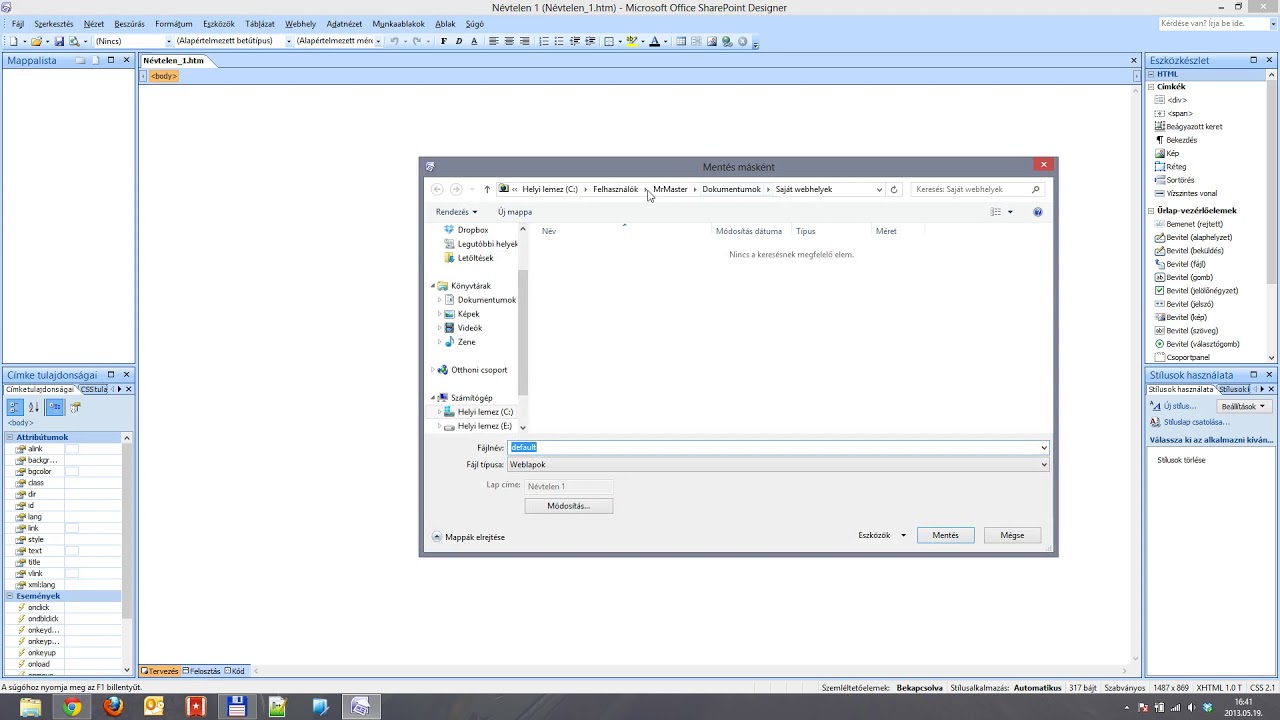 Névtelen 1 (Névtelen_1.htm) - Microsoft Office SharePoint Designer
Fájl Szerkesztés Nézet Beszúrás Formátum Eszközök Táblázat Webhely Adatnézet Munkaablakok Ablak Súgó
Kérdése van? Írja be ide.
(Nincs) (Alapértelmezett betűtípus) (Alapértelmezett mére
F D A
Mappalista
Névtelen_1.htm
<body>
Mentés másként
« Helyi lemez (C:) Felhasználók MrMaster Dokumentumok Saját webhelyek
Keresés: Saját webhelyek
Rendezés Új mappa
Dropbox
Legutóbbi helyek
Letöltések
Könyvtárak
Dokumentumok
Képek
Videók
Zene
Otthoni csoport
Számítógép
Helyi lemez (C:)
Helyi lemez (E:)
Név Módosítás dátuma Típus Méret
Nincs a keresésnek megfelelő elem.
Fájlnév: default
Fájl típusa: Weblapok
Lap címe: Névtelen 1
Módosítás...
Mappák elrejtése
Eszközök Mentés Mégse
Eszközkészlet
HTML
Címkék
<div>
<span>
Beágyazott keret
Bekezdés
Kép
Réteg
Sortörés
Vízszintes vonal
Űrlap-vezérlőelemek
Bemenet (rejtett)
Bevitel (alaphelyzet)
Bevitel (beküldés)
Bevitel (fájl)
Bevitel (gomb)
Bevitel (jelölőnégyzet)
Bevitel (jelszó)
Bevitel (kép)
Bevitel (szöveg)
Bevitel (választógomb)
Csoportpanel
Címke tulajdonságai
Címketulajdonságai CSS tula
<body>
Attribútumok
alink
backgr...
bgcolor
class
dir
id
lang
link
style
text
title
vlink
xml:lang
Események
onclick
ondblclick
onkeyd...
onkeyp...
onkeyup
onload
Stílusok használata
Stílusok használata Stílusok k
Új stílus... Beállítások
Stíluslap csatolása...
Válassza ki az alkalmazni kíván...
Stílusok törlése
Tervezés Felosztás Kód
A súgóhoz nyomja meg az F1 billentyűt.
Szemléltetőelemek: Bekapcsolva Stílusalkalmazás: Automatikus 317 bájt Szabványos 1487 x 869 XHTML 1.0 T CSS 2.1
16:41
2013.05.19.